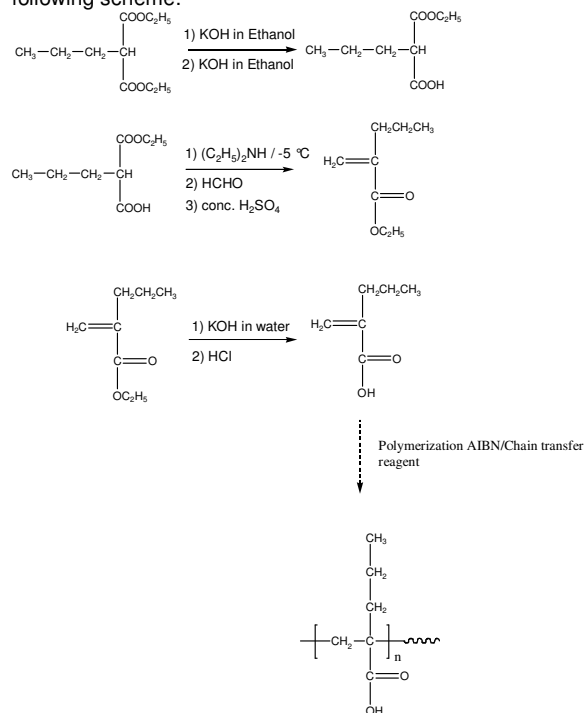 following scheme:
COOC₂H₅
CH₃—CH₂—CH₂—CH
COOC₂H₅
1) KOH in Ethanol
2) KOH in Ethanol
COOC₂H₅
CH₃—CH₂—CH₂—CH
COOH
COOC₂H₅
CH₃—CH₂—CH₂—CH
COOH
1) (C₂H₅)₂NH / -5 °C
2) HCHO
3) conc. H₂SO₄
CH₂CH₂CH₃
H₂C=C
C=O
OC₂H₅
CH₂CH₂CH₃
H₂C=C
C=O
OC₂H₅
1) KOH in water
2) HCl
CH₂CH₂CH₃
H₂C=C
C=O
OH
Polymerization AIBN/Chain transfer
reagent
CH₃
CH₂
CH₂
CH₂—C
n
C=O
OH